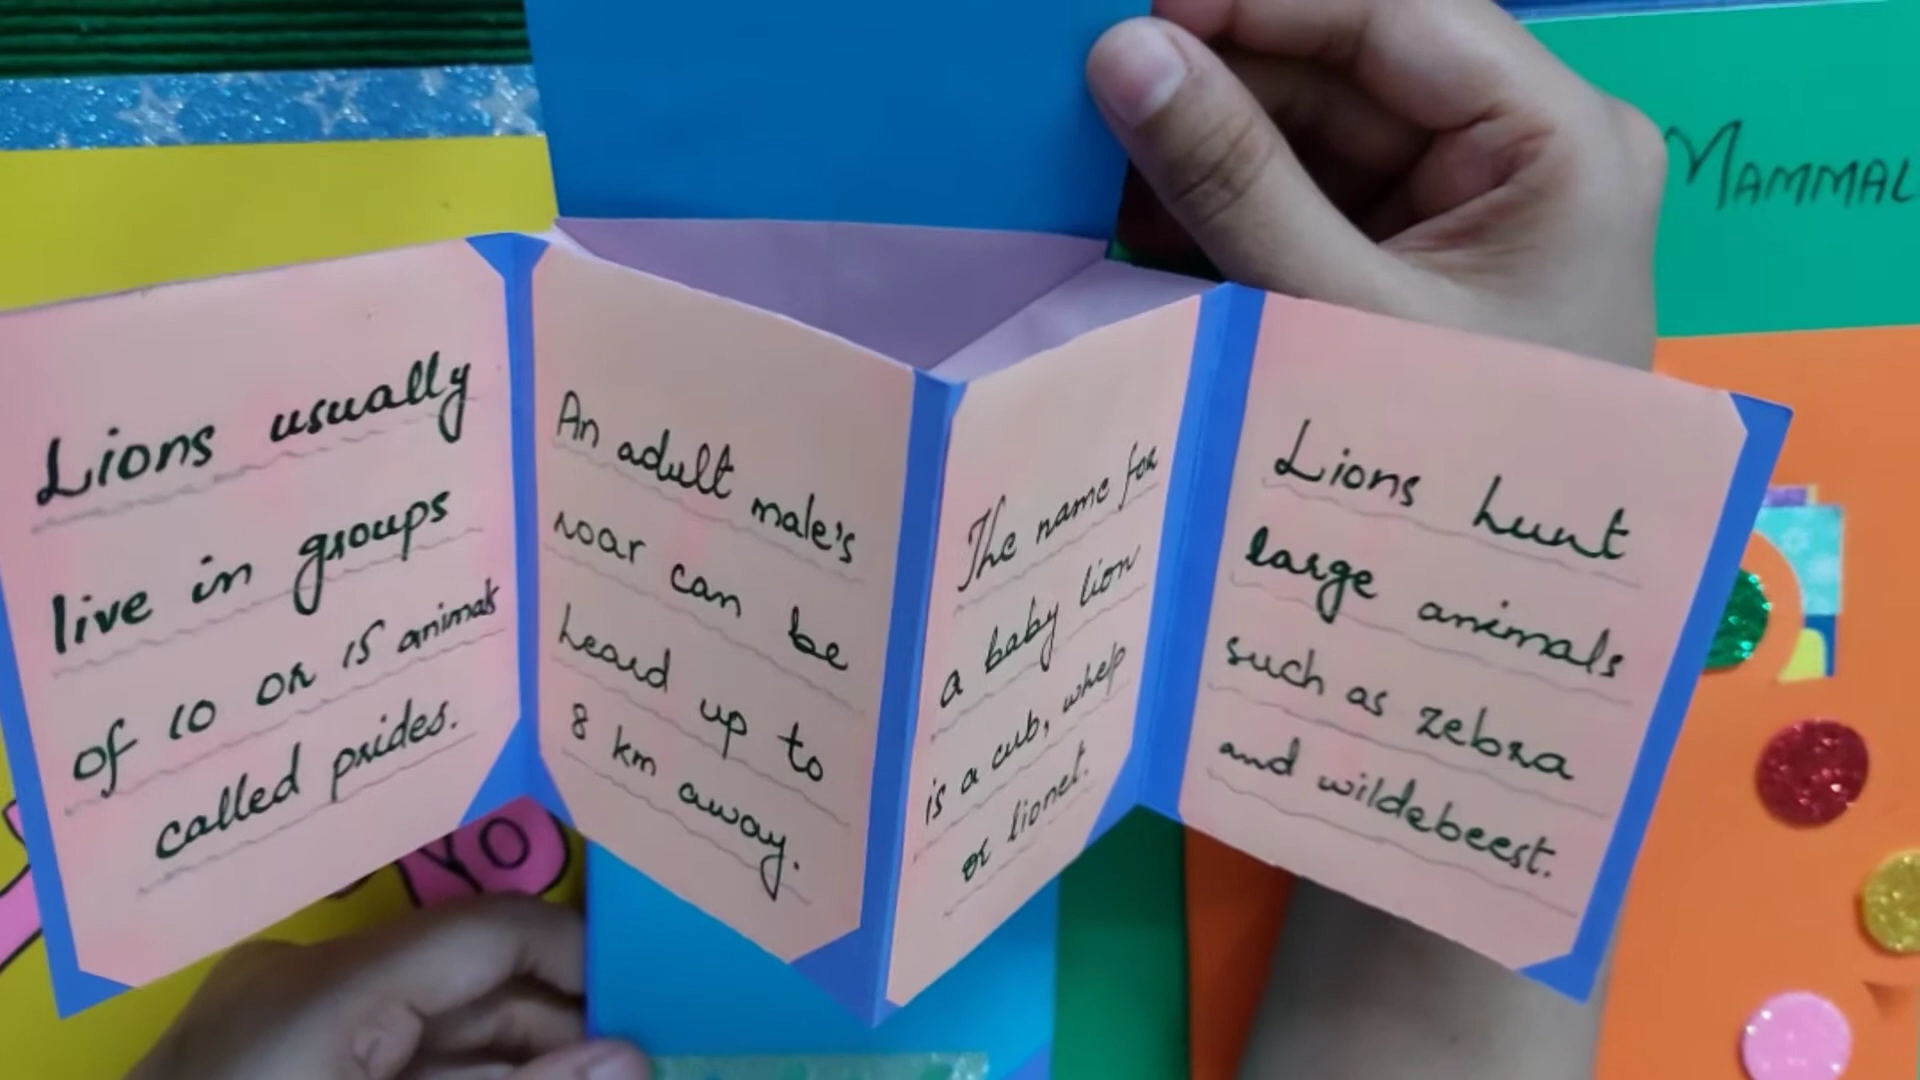 MAMMAL
Lions usually
live in groups
of 10 or 15 animals
called prides.
An adult male's
roar can be
heard up to
8 km away.
The name for
a baby lion
is a cub, whelp
or lionet.
Lions hunt
large animals
such as zebra
and wildebeest.